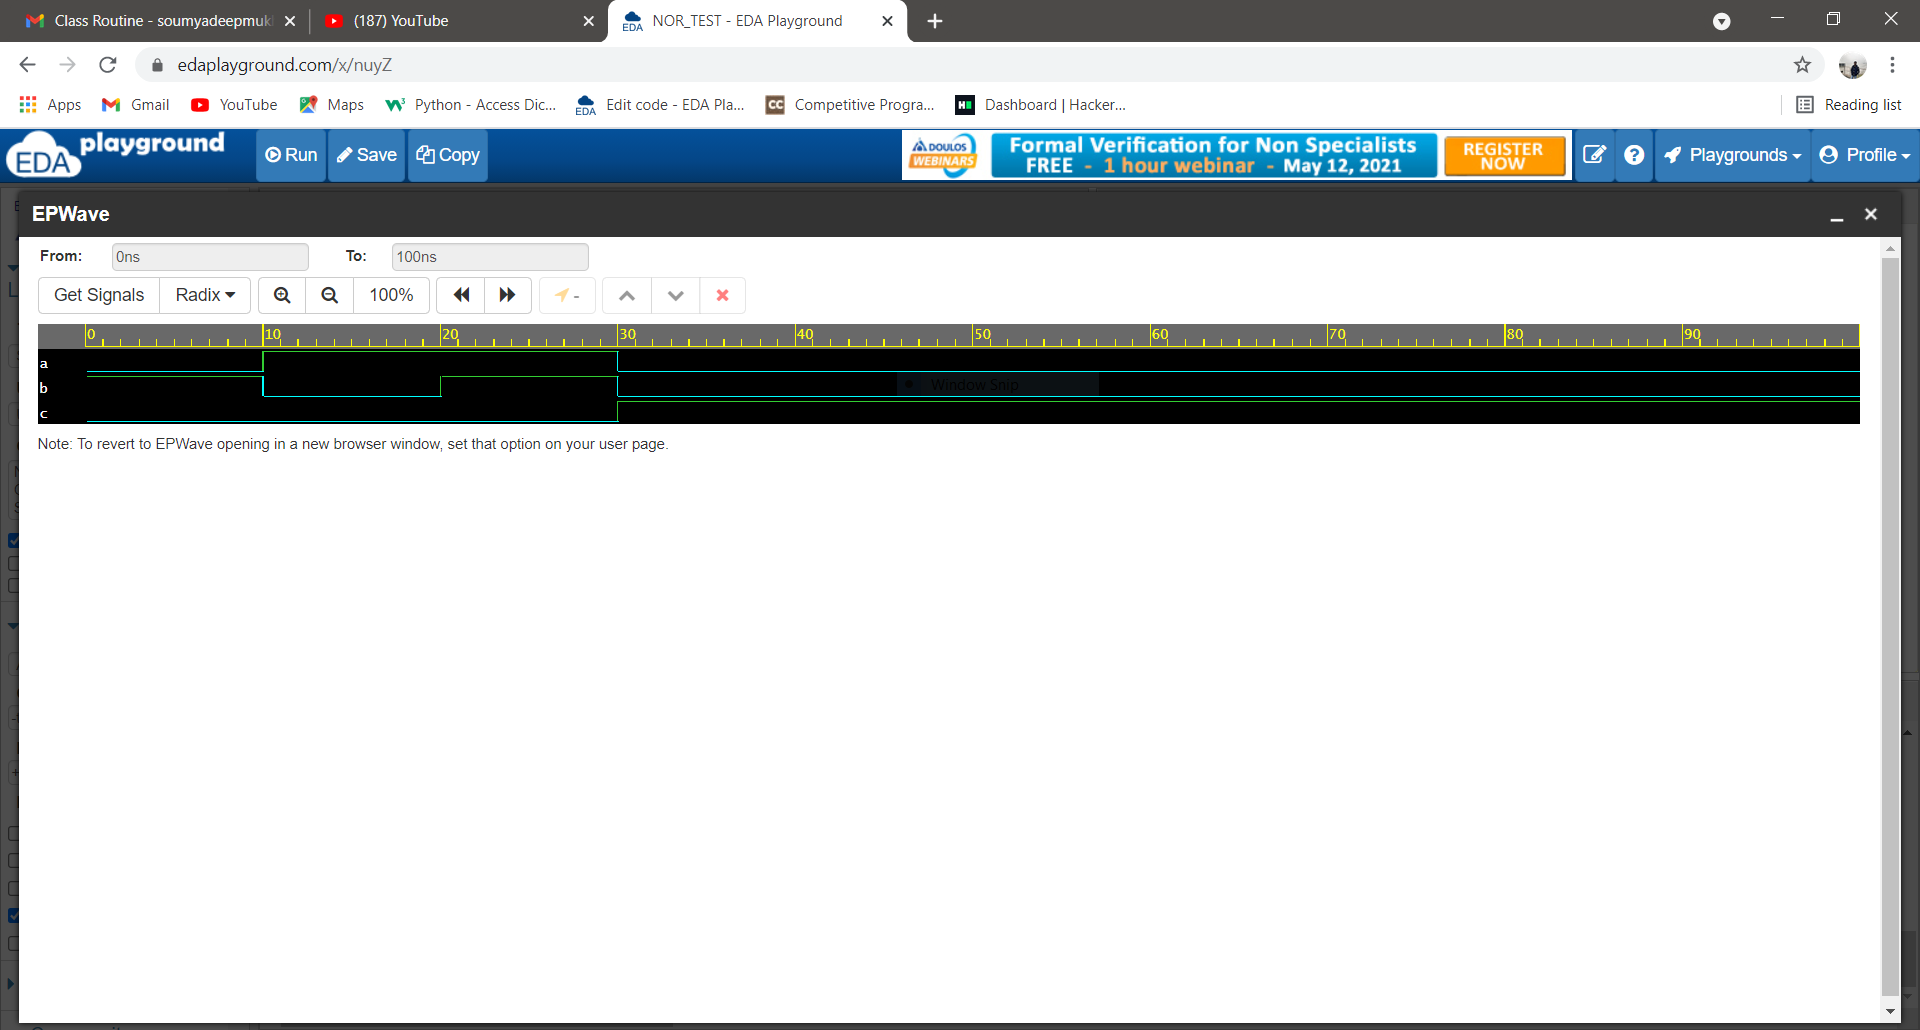 Class Routine - soumyadeepmuk
(187) YouTube
NOR_TEST - EDA Playground
edaplayground.com/x/nuyZ
Apps
Gmail
YouTube
Maps
Python - Access Dic...
Edit code - EDA Pla...
Competitive Progra...
Dashboard | Hacker...
Reading list
EDA playground
Run
Save
Copy
DOULOS
WEBINARS
Formal Verification for Non Specialists
FREE - 1 hour webinar - May 12, 2021
REGISTER
NOW
Playgrounds
Profile
EPWave
From: 0ns To: 100ns
Get Signals Radix 100% -
0 10 20 30 40 50 60 70 80 90
a
b
Window Snip
c
Note: To revert to EPWave opening in a new browser window, set that option on your user page.